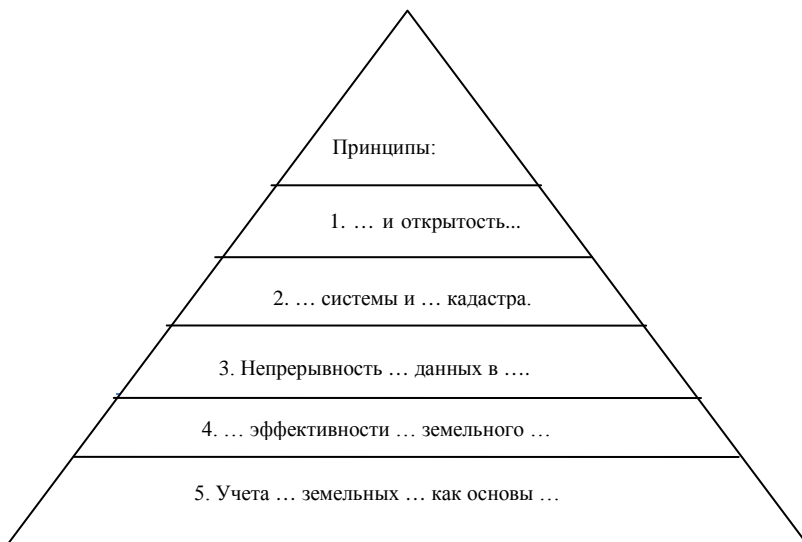 Принципы:
1. … и открытость...
2. … системы и … кадастра.
3. Непрерывность … данных в ….
4. … эффективности … земельного …
5. Учета … земельных … как основы …